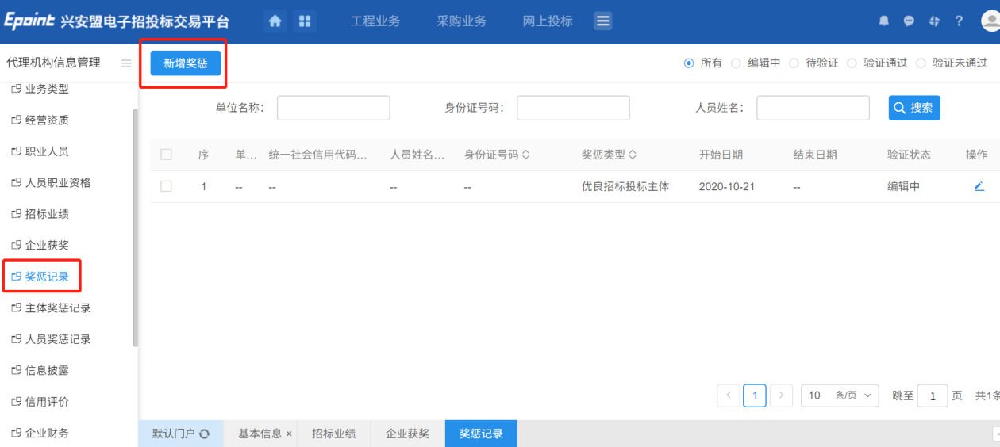 Epoint 兴安盟电子招投标交易平台 工程业务 采购业务 网上投标 ?
代理机构信息管理 新增奖惩 所有 编辑中 待验证 验证通过 验证未通过
业务类型
经营资质
职业人员
人员职业资格
招标业绩
企业获奖
奖惩记录
主体奖惩记录
人员奖惩记录
信息披露
信用评价
企业财务
单位名称: 身份证号码: 人员姓名: 搜索
序 单... 统一社会信用代码... 人员姓名... 身份证号码 奖惩类型 开始日期 结束日期 验证状态 操作
1 -- -- -- -- 优良招标投标主体 2020-10-21 -- 编辑中
< 1 > 10 条/页 跳至 1 页 共1条
默认门户 基本信息 × 招标业绩 企业获奖 奖惩记录